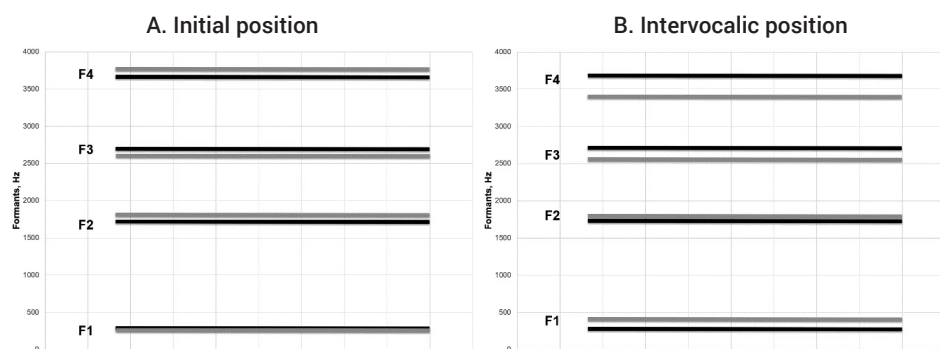 A. Initial position
4000
F4
3500
3000
F3
2500
2000
F2
1500
1000
500
F1
0
Formants, Hz
B. Intervocalic position
4000
F4
3500
3000
F3
2500
2000
F2
1500
1000
500
F1
0
Formants, Hz